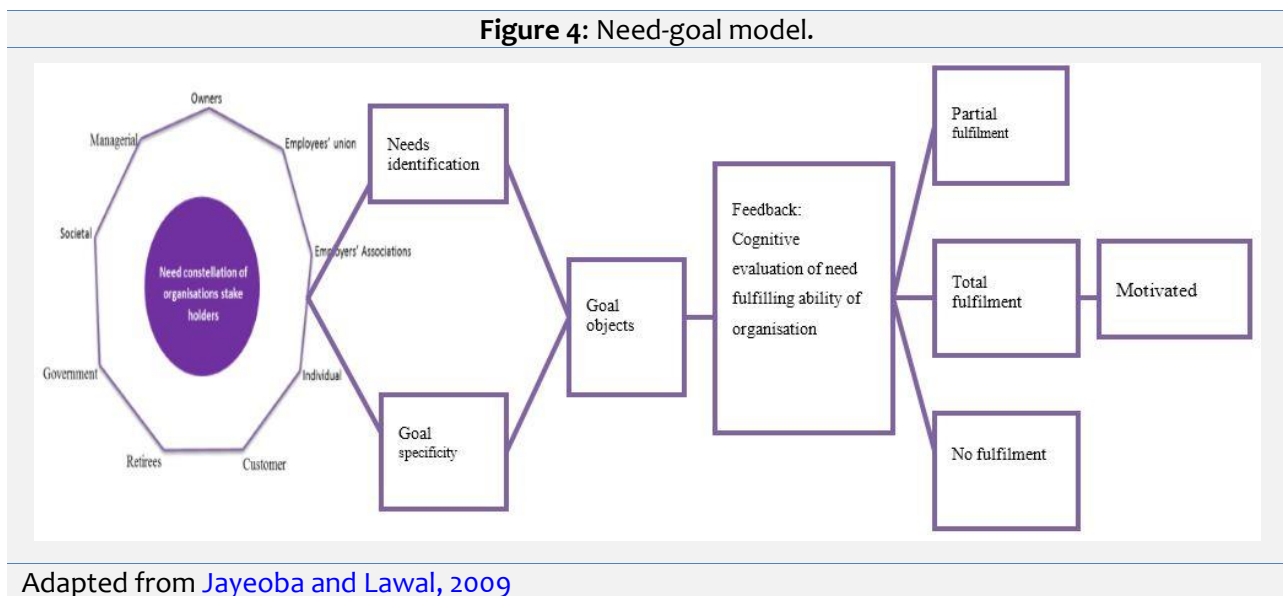 Figure 4: Need-goal model.
Owners
Managerial
Employees' union
Societal
Employers' Associations
Need constellation of
organisations stake
holders
Government
Individual
Retirees
Customer
Needs
identification
Goal
specificity
Goal
objects
Feedback:
Cognitive
evaluation of need
fulfilling ability of
organisation
Partial
fulfilment
Total
fulfilment
Motivated
No fulfilment
Adapted from Jayeoba and Lawal, 2009